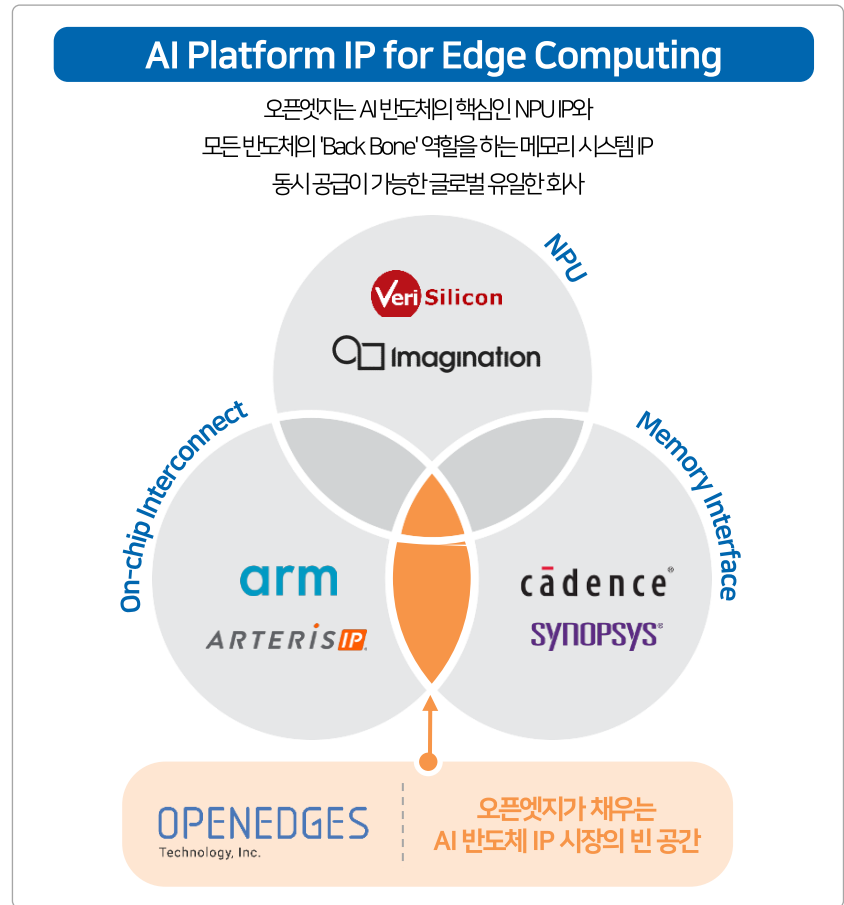 AI Platform IP for Edge Computing
오픈엣지는 AI 반도체의 핵심인 NPU IP와
모든 반도체의 'Back Bone' 역할을 하는 메모리 시스템 IP
동시 공급이 가능한 글로벌 유일한 회사
NPU
VeriSilicon
Imagination
On-chip Interconnect
Memory Interface
arm
ARTERIS IP
cādence®
SYNOPSYS®
OPENEDGES
Technology, Inc.
오픈엣지가 채우는
AI 반도체 IP 시장의 빈 공간